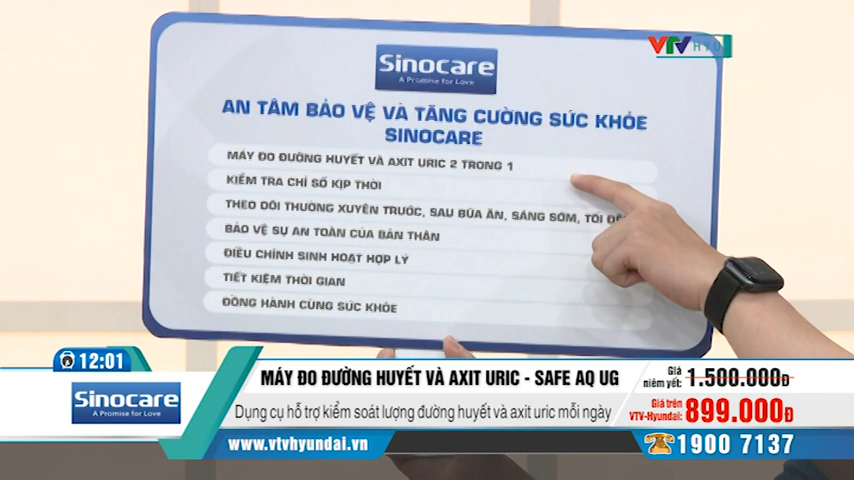 VTV HYU
Sinocare
A Promise for Love
AN TÂM BẢO VỆ VÀ TĂNG CƯỜNG SỨC KHỎE
SINOCARE
MÁY ĐO ĐƯỜNG HUYẾT VÀ AXIT URIC 2 TRONG 1
KIỂM TRA CHỈ SỐ KỊP THỜI
THEO DÕI THƯỜNG XUYÊN TRƯỚC, SAU BỮA ĂN, SÁNG SỚM, TỐI
BẢO VỆ SỰ AN TOÀN CỦA BẢN THÂN
ĐIỀU CHỈNH SINH HOẠT HỢP LÝ
TIẾT KIỆM THỜI GIAN
ĐỒNG HÀNH CÙNG SỨC KHỎE
12:01
Sinocare
A Promise for Love
MÁY ĐO ĐƯỜNG HUYẾT VÀ AXIT URIC - SAFE AQ UG
Dụng cụ hỗ trợ kiểm soát lượng đường huyết và axit uric mỗi ngày
Giá niêm yết: 1.500.000Đ
Giá trên VTV-Hyundai: 899.000Đ
www.vtvhyundai.vn
1900 7137